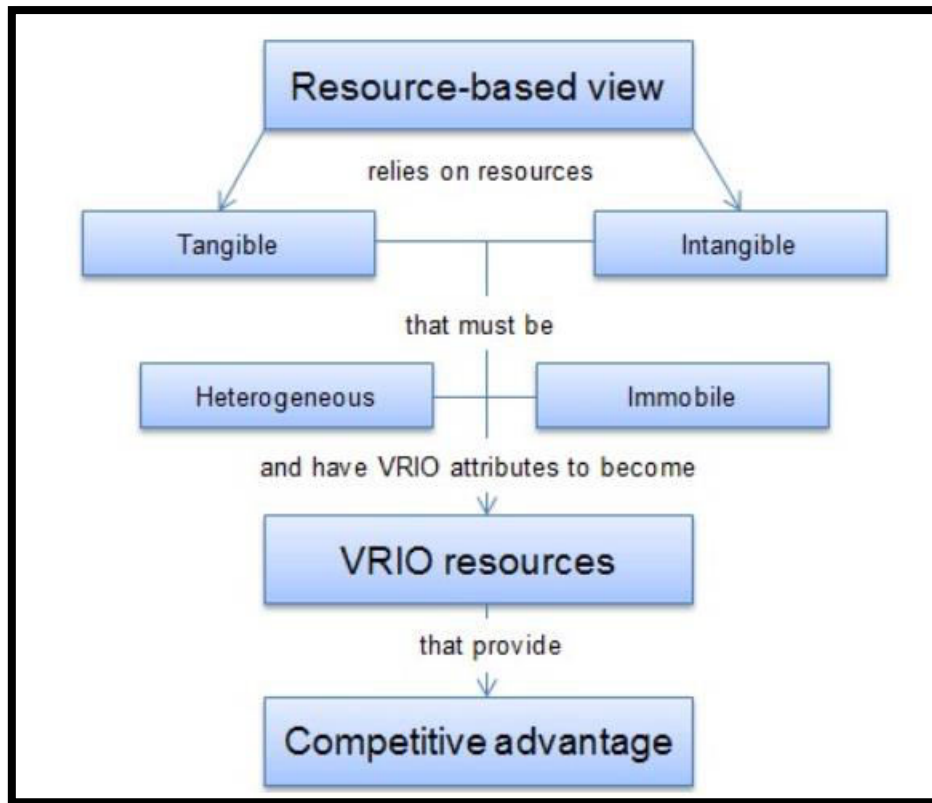 Resource-based view
relies on resources
Tangible
Intangible
that must be
Heterogeneous
Immobile
and have VRIO attributes to become
VRIO resources
that provide
Competitive advantage